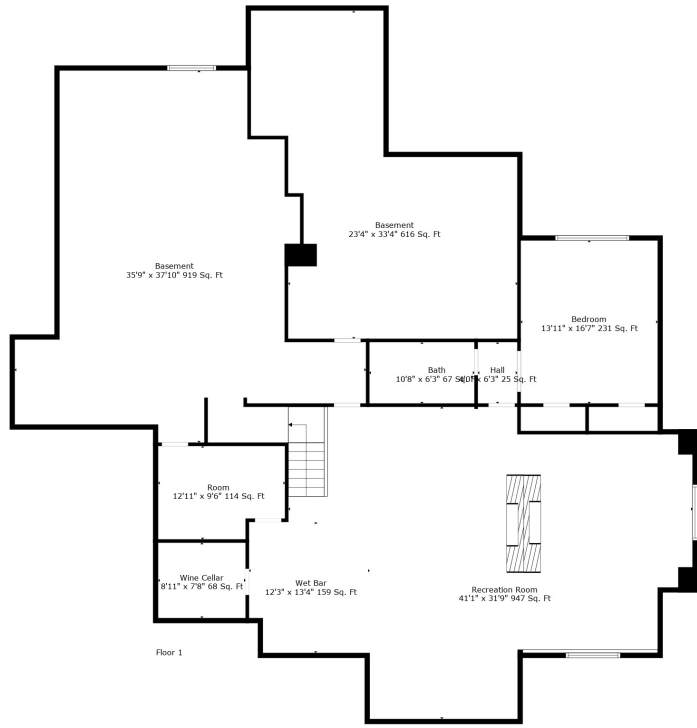 Basement
23'4" x 33'4" 616 Sq. Ft
Basement
35'9" x 37'10" 919 Sq. Ft
Bedroom
13'11" x 16'7" 231 Sq. Ft
Bath
10'8" x 6'3" 67 Sq.
Hall
4'0" x 6'3" 25 Sq. Ft
Room
12'11" x 9'6" 114 Sq. Ft
Wine Cellar
8'11" x 7'8" 68 Sq. Ft
Wet Bar
12'3" x 13'4" 159 Sq. Ft
Recreation Room
41'1" x 31'9" 947 Sq. Ft
Floor 1